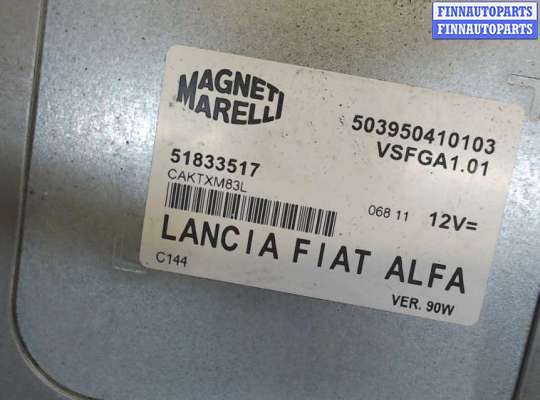 FINNAUTOPARTS
FINNAUTOPARTS
MAGNETI
MARELLI
503950410103
VSFGA1.01
51833517
CAKTXM83L
068 11
12V=
LANCIA FIAT ALFA
C144
VER. 90W